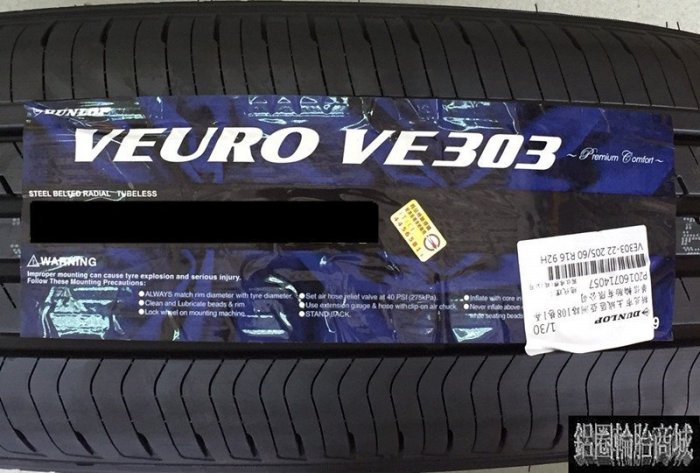 DUNLOP
VEURO VE303 ~ Premium Comfort ~
STEEL BELTED RADIAL TUBELESS
WARNING
Improper mounting can cause tyre explosion and serious injury.
Follow These Mounting Precautions:
● ALWAYS match rim diameter with tyre diameter.
● Clean and Lubricate beads & rim.
● Lock wheel on mounting machine.
● Set air hose relief valve at 40 PSI (275kPa).
● Use extension gauge & hose with clip-on air chuck.
● STAND BACK.
● Inflate with core in
● Never inflate above
while seating beads
VE303-22 205/60 R16 92H
PZ0160714057
DUNLOP
1/30
鋁圈輪胎商城